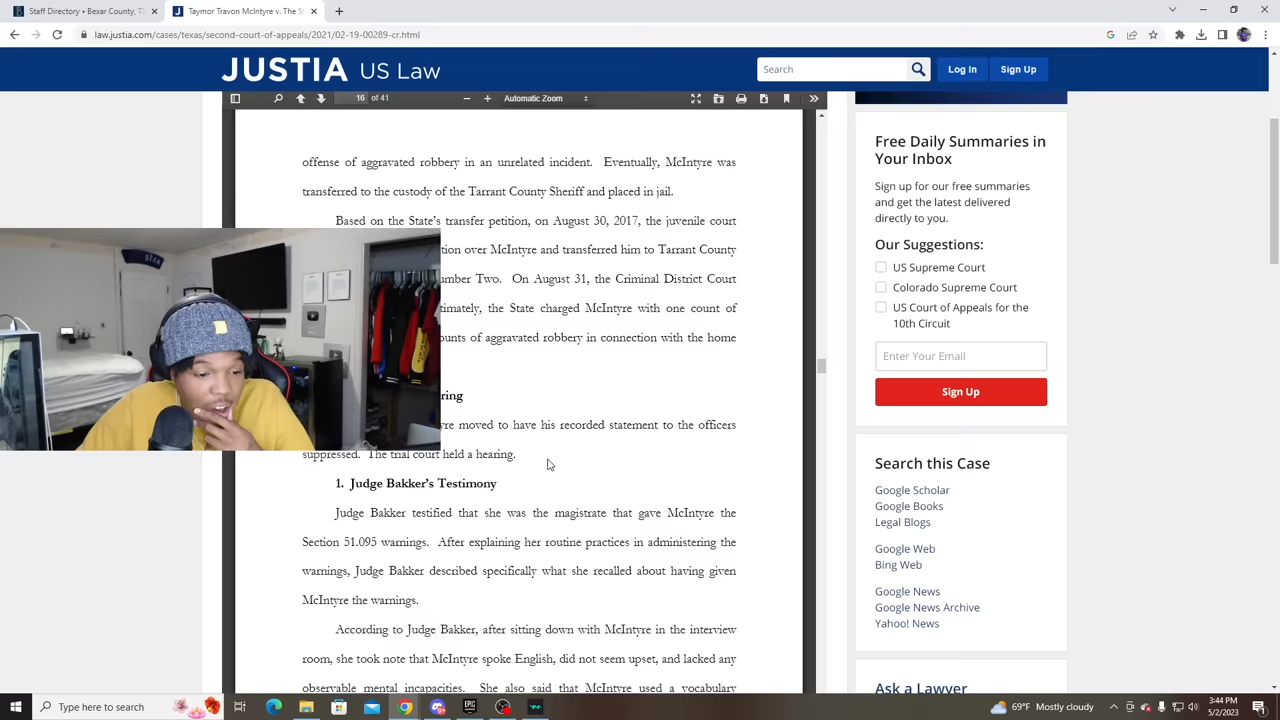 Staff Directory • Bexar County, T
Taymor Travon McIntyre v. The S
law.justia.com/cases/texas/second-court-of-appeals/2021/02-19-00289-cr.html
JUSTIA US Law
Search
Log In
Sign Up
16 of 41
Automatic Zoom
offense of aggravated robbery in an unrelated incident. Eventually, McIntyre was
transferred to the custody of the Tarrant County Sheriff and placed in jail.
Based on the State's transfer petition, on August 30, 2017, the juvenile court
tion over McIntyre and transferred him to Tarrant County
umber Two. On August 31, the Criminal District Court
timately, the State charged McIntyre with one count of
ounts of aggravated robbery in connection with the home
ring
yre moved to have his recorded statement to the officers
suppressed. The trial court held a hearing.
1. Judge Bakker's Testimony
Judge Bakker testified that she was the magistrate that gave McIntyre the
Section 51.095 warnings. After explaining her routine practices in administering the
warnings, Judge Bakker described specifically what she recalled about having given
McIntyre the warnings.
According to Judge Bakker, after sitting down with McIntyre in the interview
room, she took note that McIntyre spoke English, did not seem upset, and lacked any
observable mental incapacities. She also said that McIntyre used a vocabulary
Free Daily Summaries in
Your Inbox
Sign up for our free summaries
and get the latest delivered
directly to you.
Our Suggestions:
US Supreme Court
Colorado Supreme Court
US Court of Appeals for the
10th Circuit
Enter Your Email
Sign Up
Search this Case
Google Scholar
Google Books
Legal Blogs
Google Web
Bing Web
Google News
Google News Archive
Yahoo! News
Ask a Lawyer
Type here to search
69°F Mostly cloudy
3:44 PM
5/2/2023